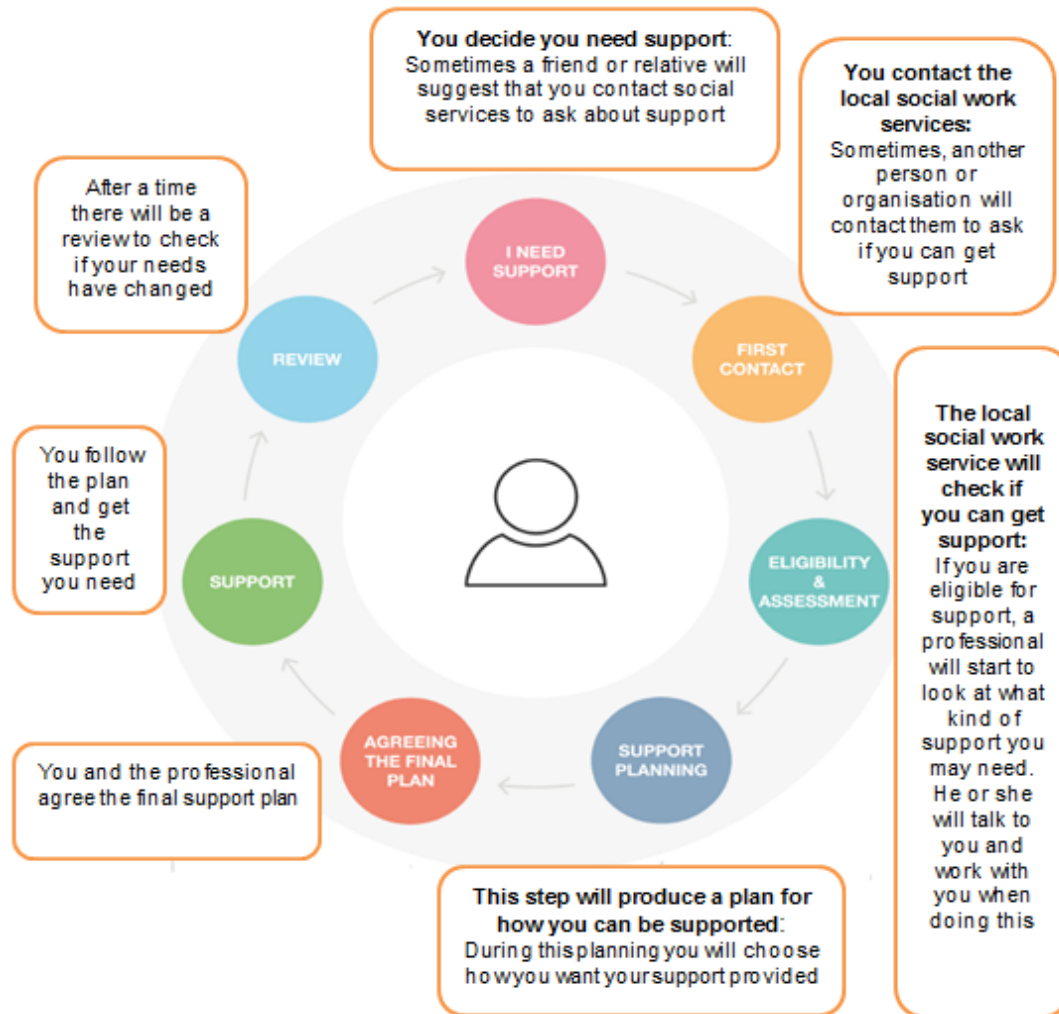 You decide you need support:
Sometimes a friend or relative will
suggest that you contact social
services to ask about support
You contact the
local social work
services:
Sometimes, another
person or
organisation will
contact them to ask
if you can get
support
After a time
there will be a
review to check
if your needs
have changed
I NEED
SUPPORT
REVIEW
FIRST
CONTACT
The local
social work
service will
check if
you can get
support:
If you are
eligible for
support, a
professional
will start to
look at what
kind of
support you
may need.
He or she
will talk to
you and
work with
you when
doing this
You follow
the plan
and get
the
support
you need
SUPPORT
ELIGIBILITY
&
ASSESSMENT
AGREEING
THE FINAL
PLAN
SUPPORT
PLANNING
You and the professional
agree the final support plan
This step will produce a plan for
how you can be supported:
During this planning you will choose
how you want your support provided